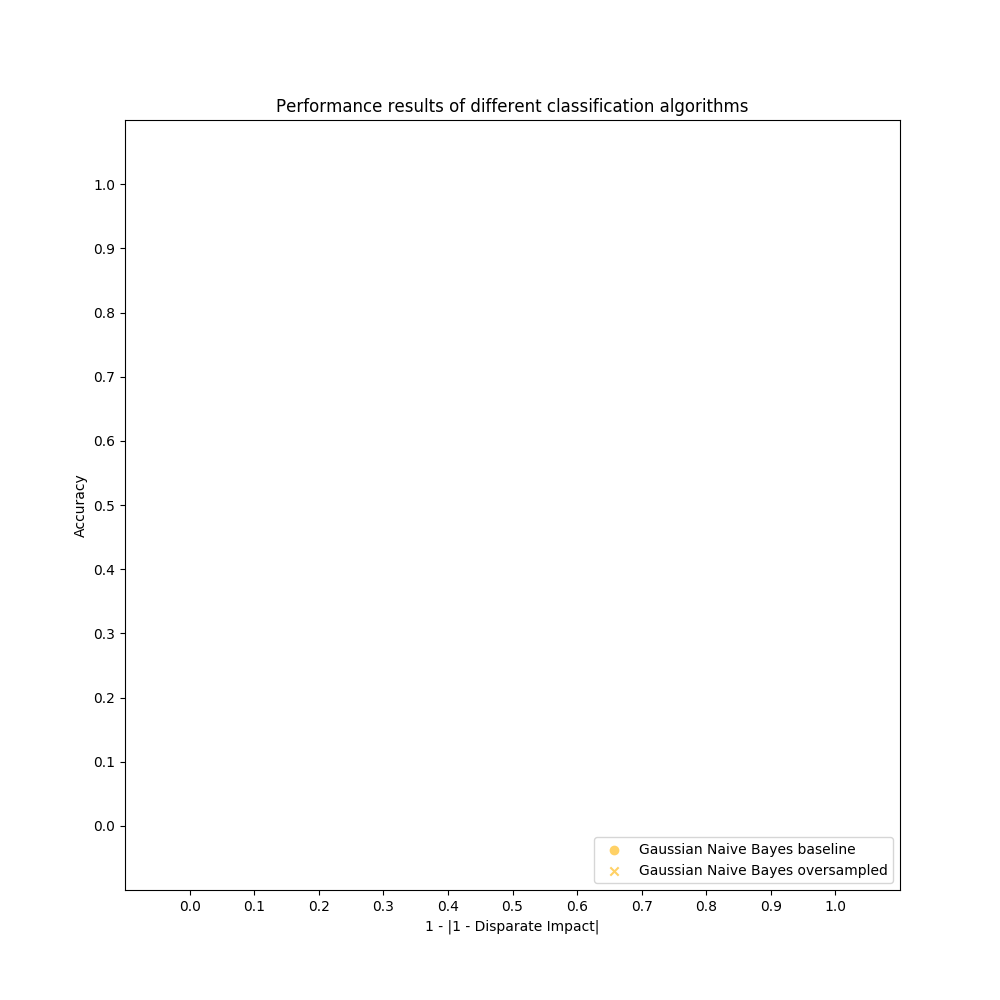 Performance results of different classification algorithms
1.0
0.9
0.8
0.7
0.6
0.5
0.4
0.3
0.2
0.1
0.0
Accuracy
Gaussian Naive Bayes baseline
Gaussian Naive Bayes oversampled
0.0 0.1 0.2 0.3 0.4 0.5 0.6 0.7 0.8 0.9 1.0
1 - |1 - Disparate Impact|